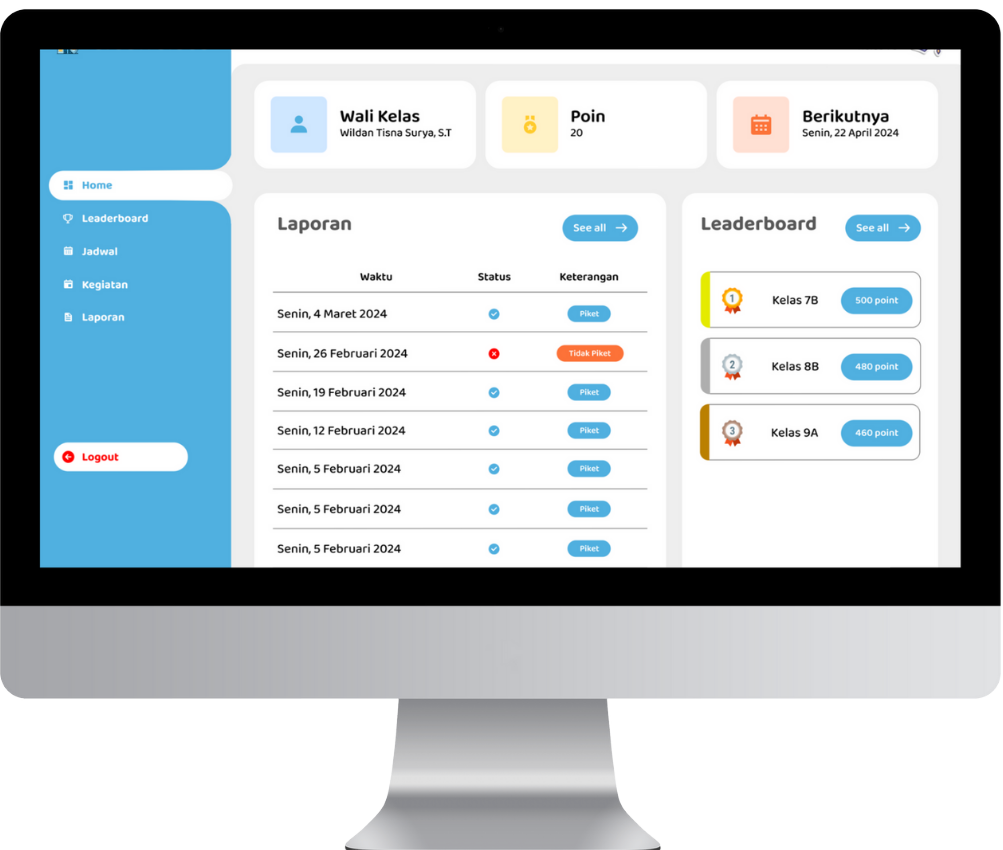 Wali Kelas
Wildan Tisna Surya, S.T
Poin
20
Berikutnya
Senin, 22 April 2024
Home
Leaderboard
Jadwal
Kegiatan
Laporan
Logout
Laporan
See all
Waktu Status Keterangan
Senin, 4 Maret 2024 Piket
Senin, 26 Februari 2024 Tidak Piket
Senin, 19 Februari 2024 Piket
Senin, 12 Februari 2024 Piket
Senin, 5 Februari 2024 Piket
Senin, 5 Februari 2024 Piket
Senin, 5 Februari 2024 Piket
Leaderboard
See all
1 Kelas 7B 500 point
2 Kelas 8B 480 point
3 Kelas 9A 460 point